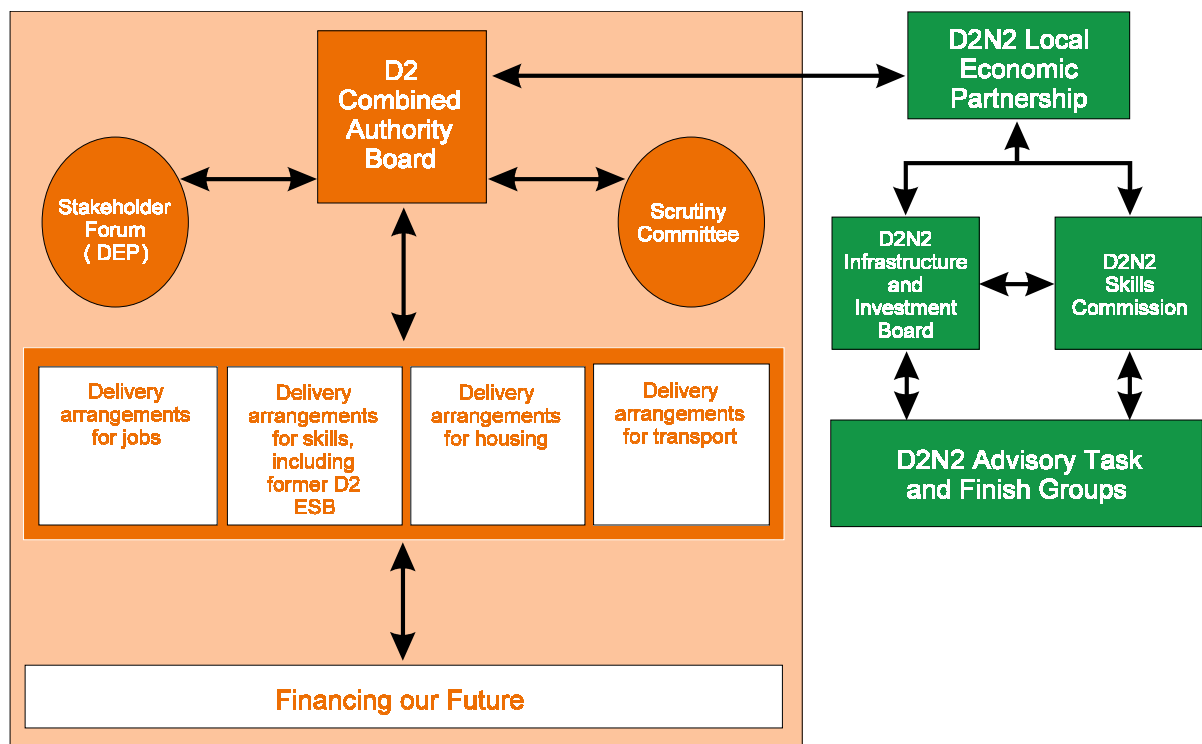 D2
Combined
Authority
Board
D2N2 Local
Economic
Partnership
Stakeholder
Forum
( DEP)
Scrutiny
Committee
D2N2
Infrastructure
and
Investment
Board
D2N2
Skills
Commission
Delivery
arrangements
for jobs
Delivery
arrangements
for skills,
including
former D2
ESB
Delivery
arrangements
for housing
Delivery
arrangements
for transport
D2N2 Advisory Task
and Finish Groups
Financing our Future